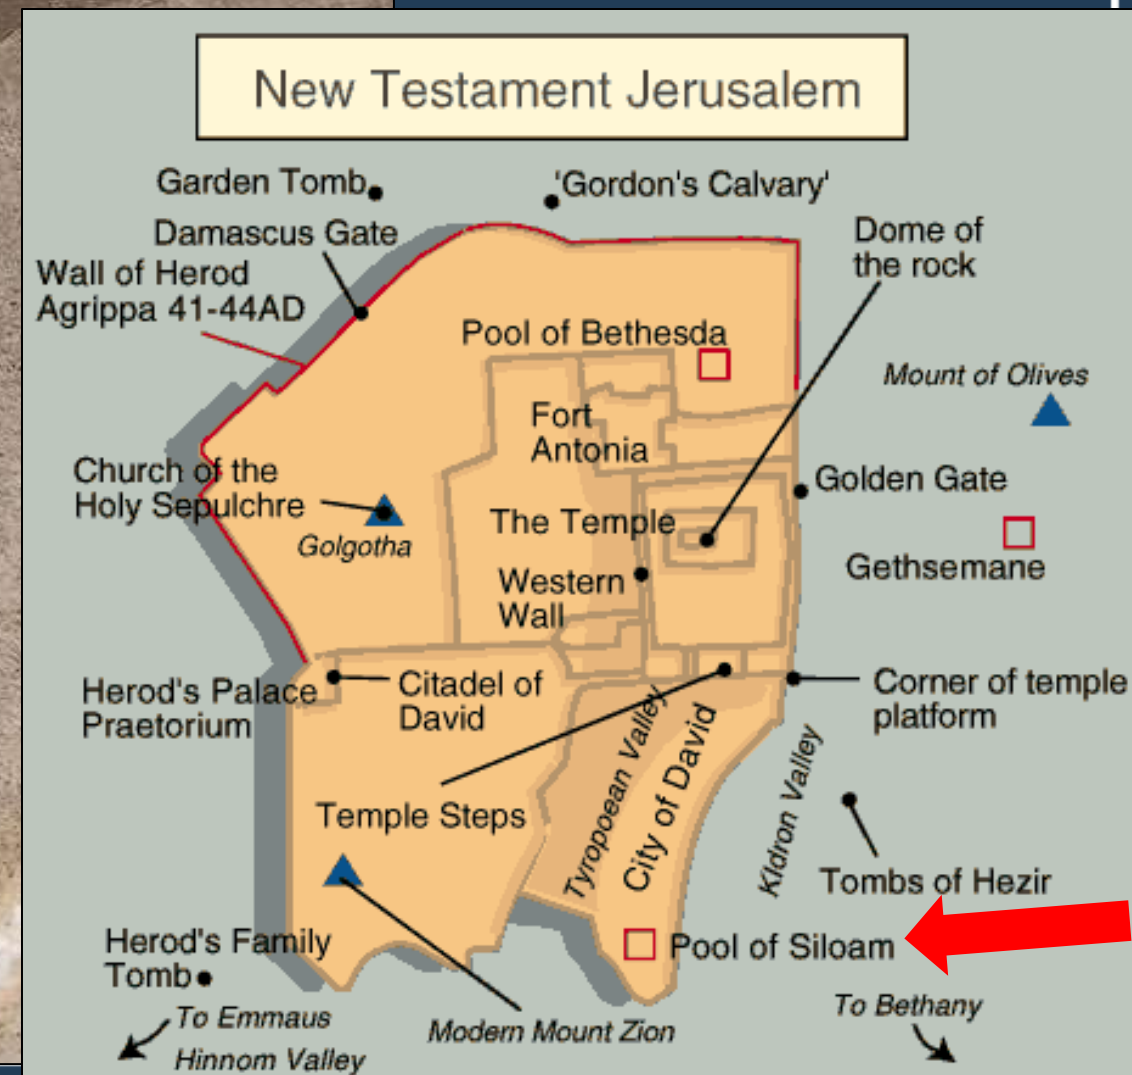 New Testament Jerusalem
Garden Tomb
'Gordon's Calvary'
Damascus Gate
Dome of
the rock
Wall of Herod
Agrippa 41-44AD
Pool of Bethesda
Mount of Olives
Fort
Antonia
Church of the
Holy Sepulchre
Golgotha
Golden Gate
The Temple
Gethsemane
Western
Wall
Herod's Palace
Praetorium
Citadel of
David
Corner of temple
platform
Tyropoean Valley
City of David
Kidron Valley
Temple Steps
Tombs of Hezir
Herod's Family
Tomb
Pool of Siloam
To Emmaus
Hinnom Valley
Modern Mount Zion
To Bethany